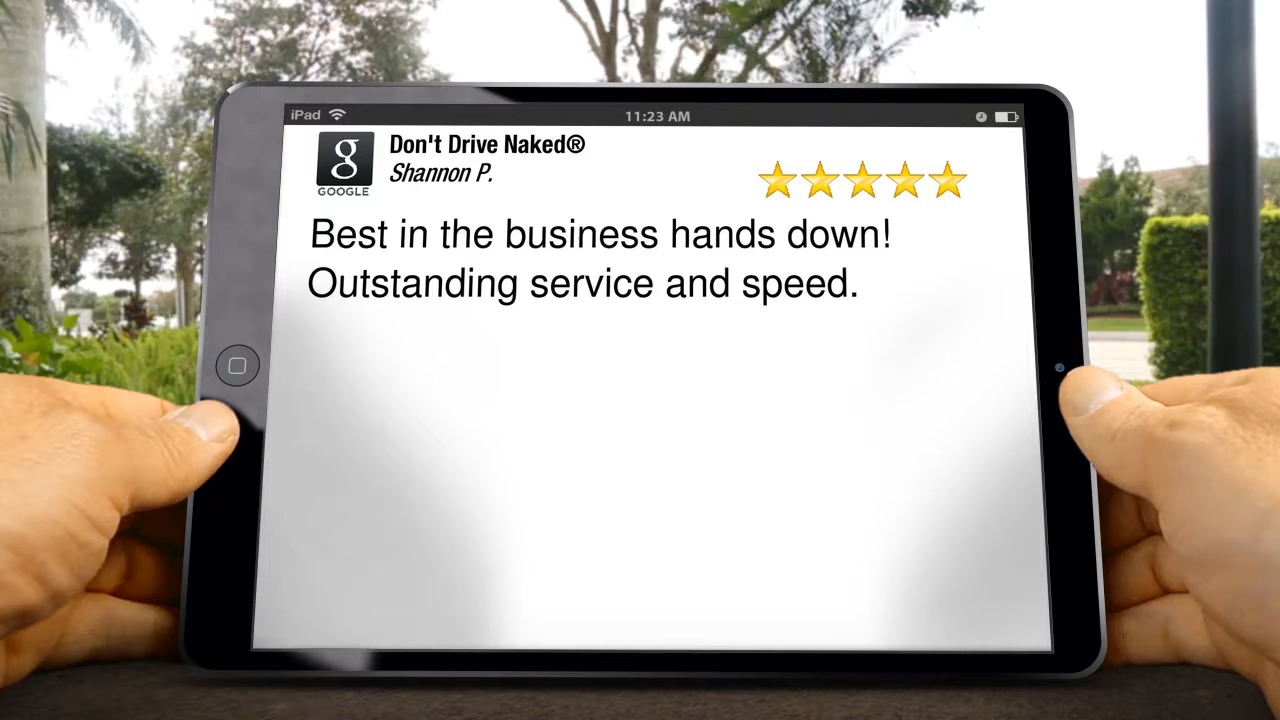 iPad
11:23 AM
g
GOOGLE
Don't Drive Naked®
Shannon P.
Best in the business hands down!
Outstanding service and speed.